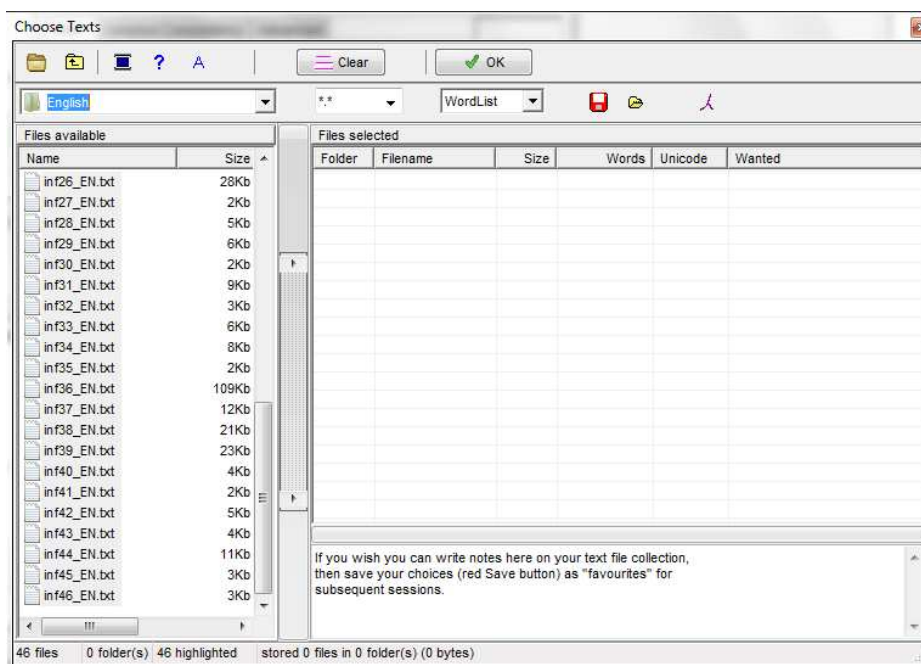 Choose Texts
? A Clear OK
English *.* WordList
Files available Files selected
Name Size Folder Filename Size Words Unicode Wanted
inf26_EN.txt 28Kb
inf27_EN.txt 2Kb
inf28_EN.txt 5Kb
inf29_EN.txt 6Kb
inf30_EN.txt 2Kb
inf31_EN.txt 9Kb
inf32_EN.txt 3Kb
inf33_EN.txt 6Kb
inf34_EN.txt 8Kb
inf35_EN.txt 2Kb
inf36_EN.txt 109Kb
inf37_EN.txt 12Kb
inf38_EN.txt 21Kb
inf39_EN.txt 23Kb
inf40_EN.txt 4Kb
inf41_EN.txt 2Kb
inf42_EN.txt 5Kb
inf43_EN.txt 4Kb
inf44_EN.txt 11Kb
inf45_EN.txt 3Kb
inf46_EN.txt 3Kb
If you wish you can write notes here on your text file collection,
then save your choices (red Save button) as "favourites" for
subsequent sessions.
46 files 0 folder(s) 46 highlighted stored 0 files in 0 folder(s) (0 bytes)